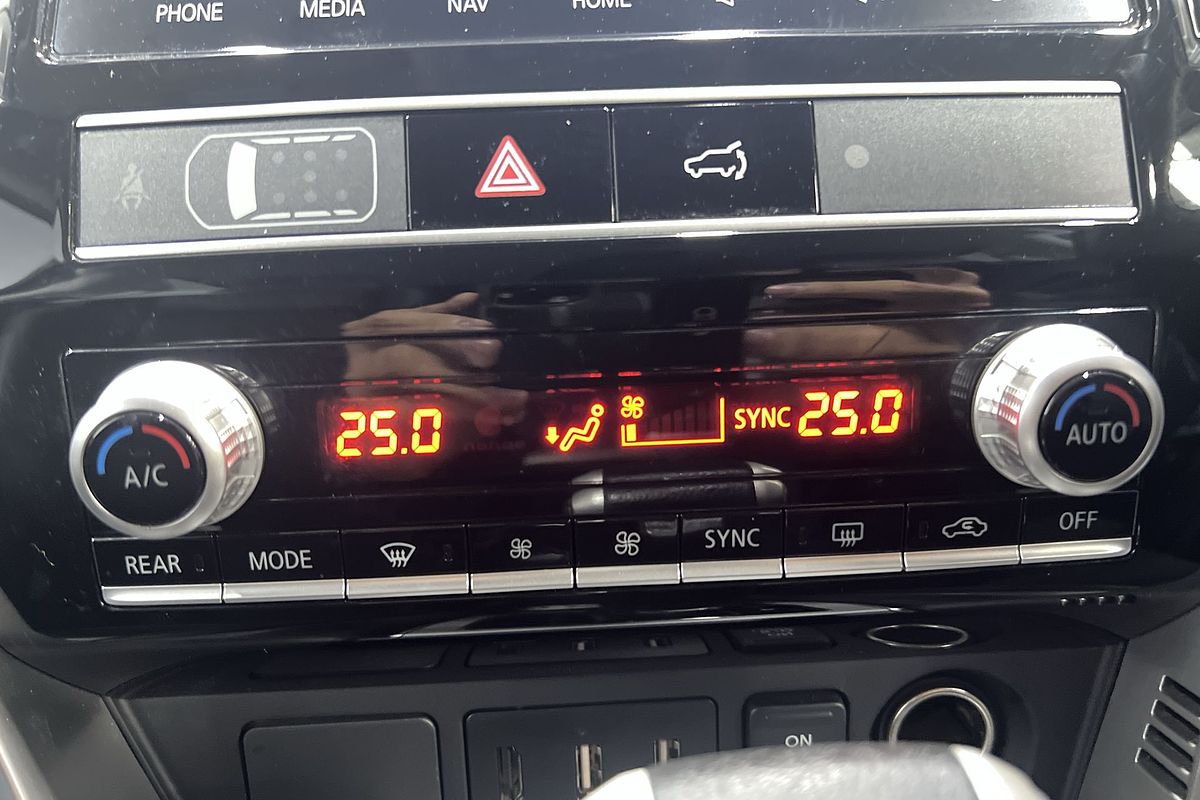 PHONE MEDIA NAV HOME
25.0 SYNC 25.0
A/C AUTO
REAR MODE SYNC OFF
ON